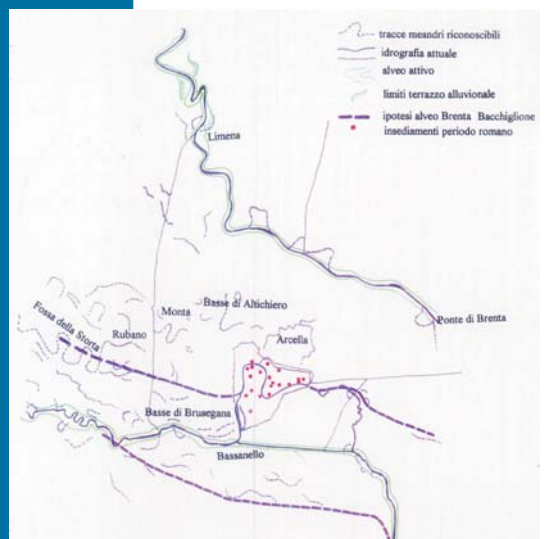 tracce meandri riconoscibili
idrografia attuale
alveo attivo
limiti terrazzo alluvionale
ipotesi alveo Brenta Bacchiglione
insediamenti periodo romano
Limena
Ponte di Brenta
Basse di Altichiero
Monta
Arcella
Rubano
Fossa della Storta
Basse di Brusegana
Bassanello